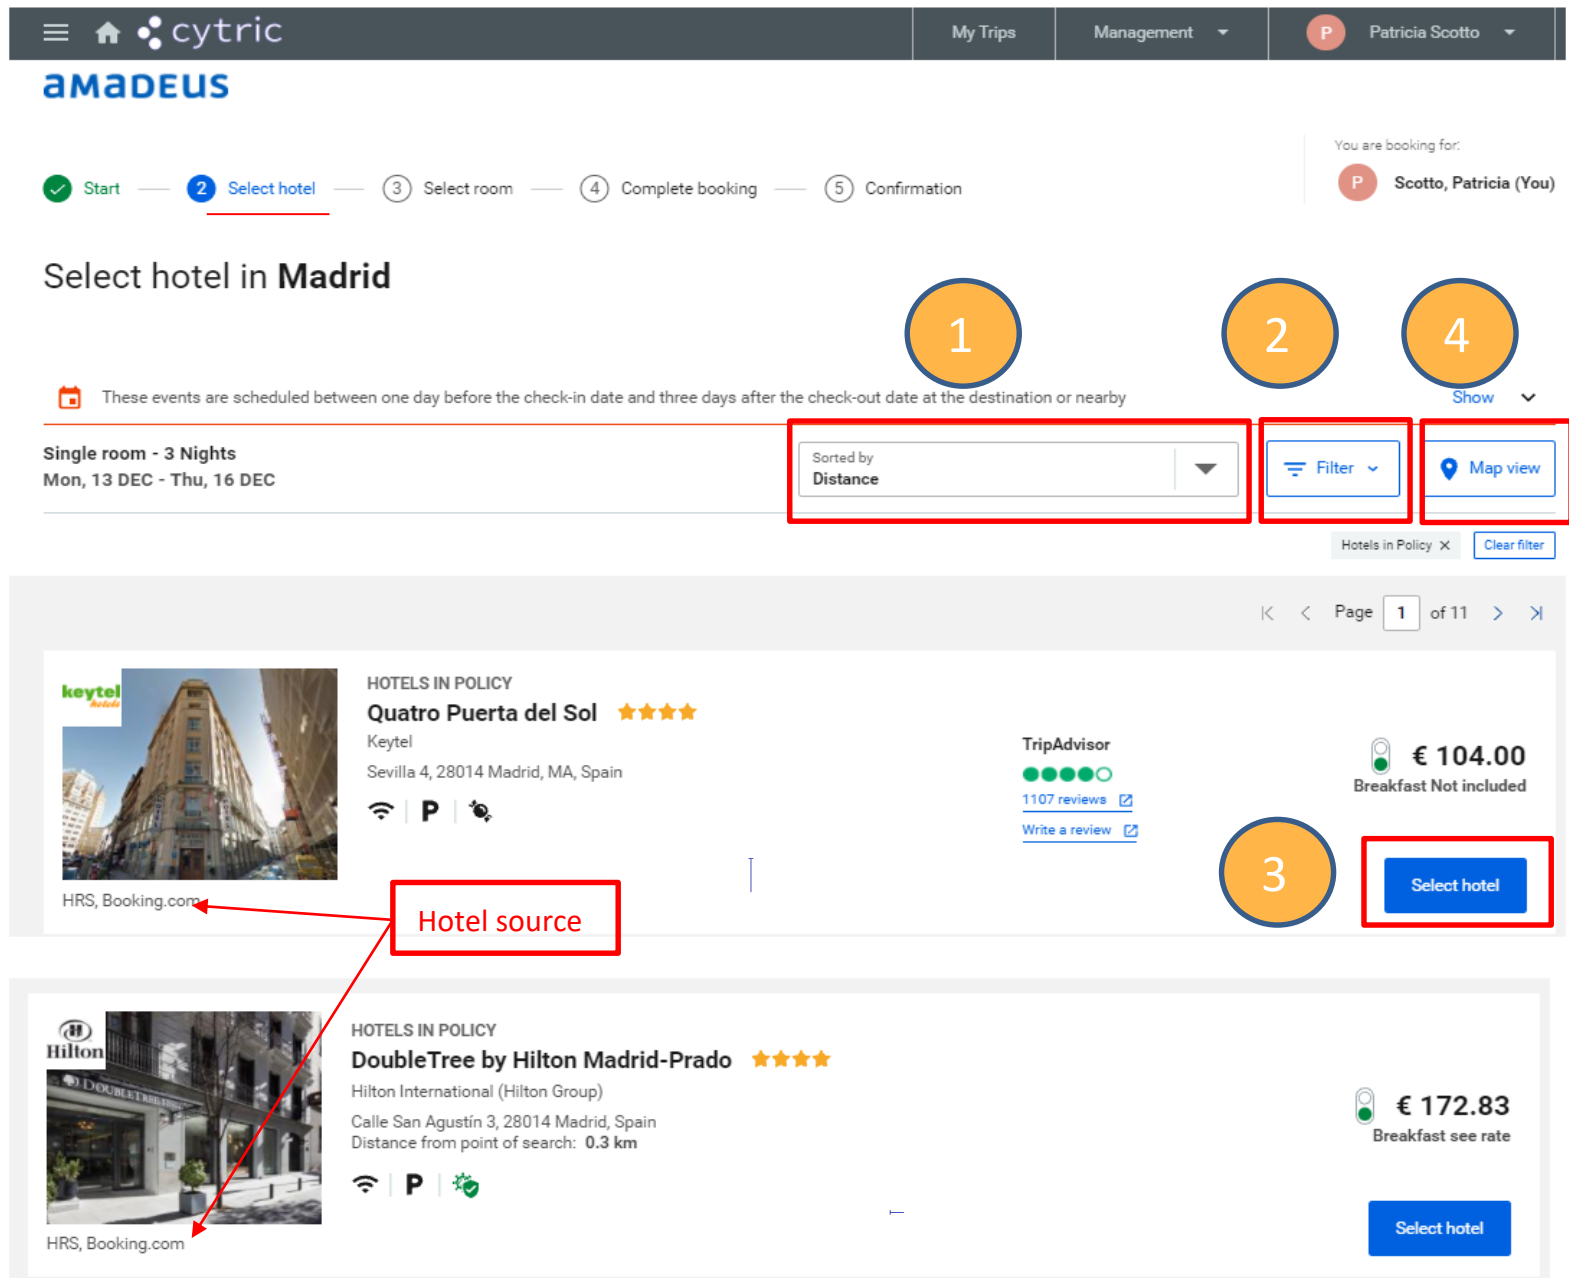 cytric
My Trips
Management
P
Patricia Scotto
amadeus
You are booking for:
P
Scotto, Patricia (You)
Start
2 Select hotel
3 Select room
4 Complete booking
5 Confirmation
Select hotel in Madrid
1
2
4
These events are scheduled between one day before the check-in date and three days after the check-out date at the destination or nearby
Show
Single room - 3 Nights
Mon, 13 DEC - Thu, 16 DEC
Sorted by
Distance
Filter
Map view
Hotels in Policy
Clear filter
Page 1 of 11
keytel
hotels
HOTELS IN POLICY
Quatro Puerta del Sol
Keytel
Sevilla 4, 28014 Madrid, MA, Spain
P
TripAdvisor
1107 reviews
Write a review
€ 104.00
Breakfast Not included
3
Select hotel
HRS, Booking.com
Hotel source
H
Hilton
DOUBLETREE
HOTELS IN POLICY
DoubleTree by Hilton Madrid-Prado
Hilton International (Hilton Group)
Calle San Agustín 3, 28014 Madrid, Spain
Distance from point of search: 0.3 km
P
€ 172.83
Breakfast see rate
Select hotel
HRS, Booking.com